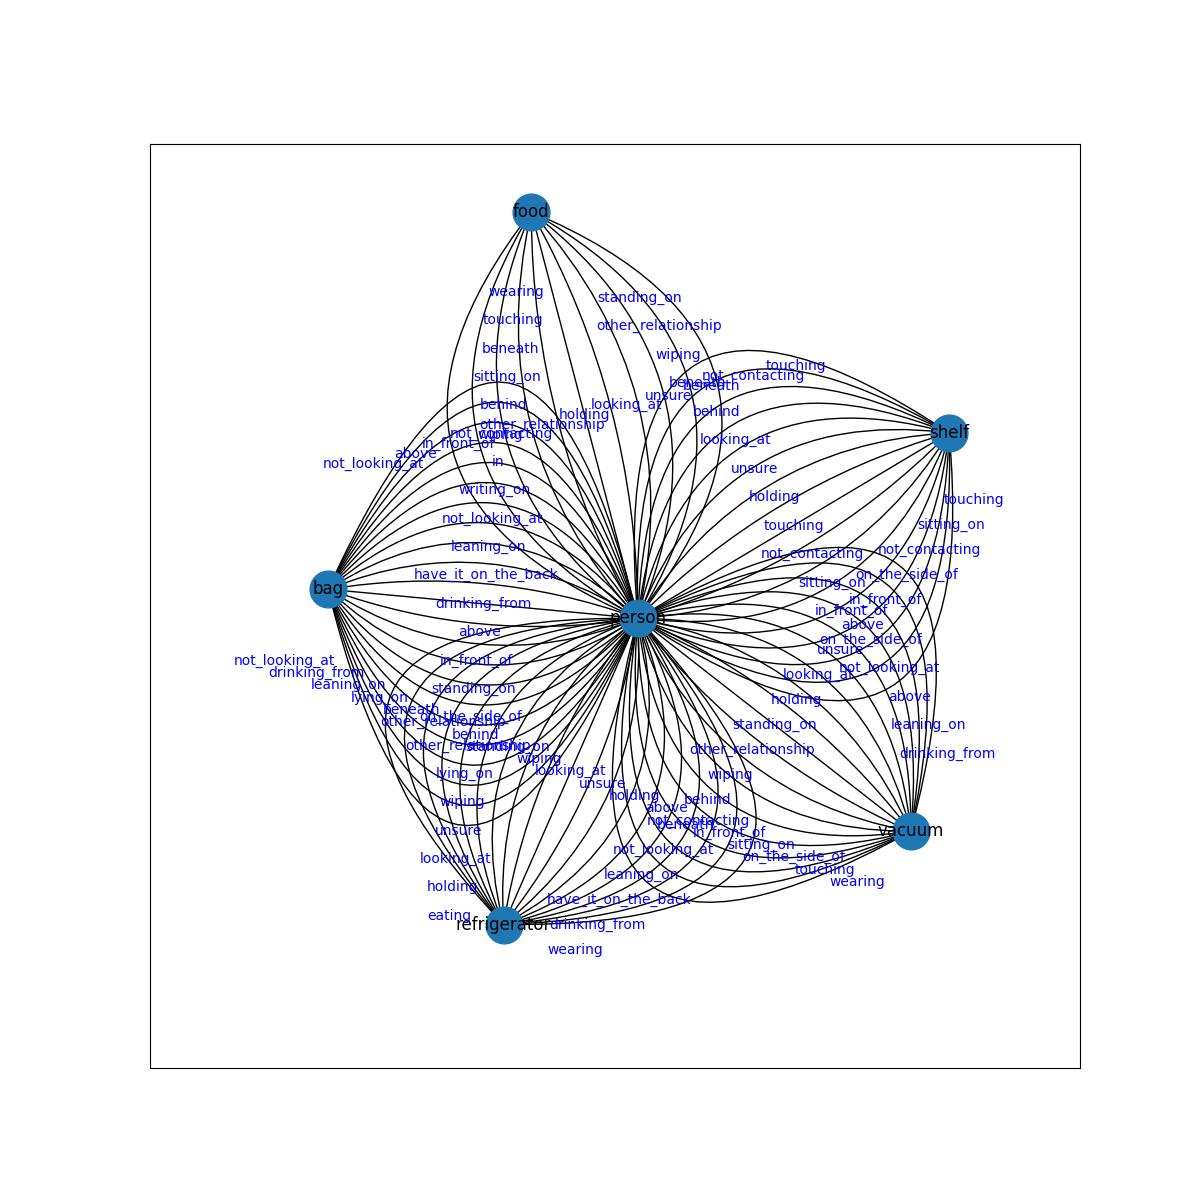 food
wearing
standing_on
touching
other_relationship
beneath
wiping
touching
sitting_on
not_contacting
beneath
beneath
unsure
behind
looking_at
behind
holding
other_relationship
shelf
not_contacting
wiping
looking_at
in_front_of
above
not_looking_at
in
unsure
writing_on
holding
touching
not_looking_at
touching
sitting_on
leaning_on
not_contacting
not_contacting
have_it_on_the_back
on_the_side_of
sitting_on
bag
drinking_from
in_front_of
in_front_of
person
above
above
on_the_side_of
unsure
not_looking_at
in_front_of
drinking_from
not_looking_at
looking_at
leaning_on
standing_on
lying_on
above
holding
beneath
on_the_side_of
other_relationship
standing_on
leaning_on
behind
other_relationship
standing_on
other_relationship
drinking_from
wiping
lying_on
looking_at
wiping
unsure
holding
wiping
behind
above
not_contacting
beneath
unsure
in_front_of
vacuum
sitting_on
not_looking_at
on_the_side_of
looking_at
touching
leaning_on
wearing
holding
have_it_on_the_back
eating
refrigerator
drinking_from
wearing